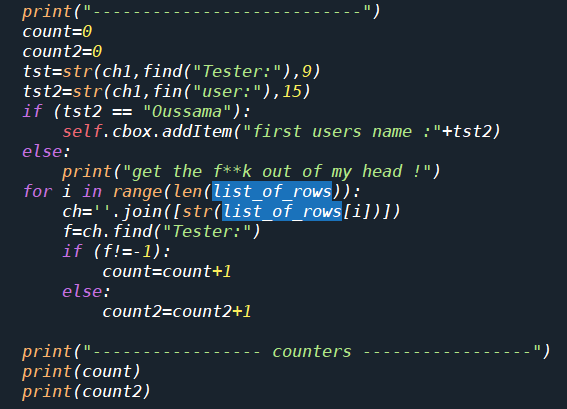 print("---------------------------")
count=0
count2=0
tst=str(ch1,find("Tester:"),9)
tst2=str(ch1,fin("user:"),15)
if (tst2 == "Oussama"):
    self.cbox.addItem("first users name :"+tst2)
else:
    print("get the f**k out of my head !")
for i in range(len(list_of_rows)):
    ch=''.join([str(list_of_rows[i])])
    f=ch.find("Tester:")
    if (f!=-1):
        count=count+1
    else:
        count2=count2+1
print("----------------- counters -----------------")
print(count)
print(count2)